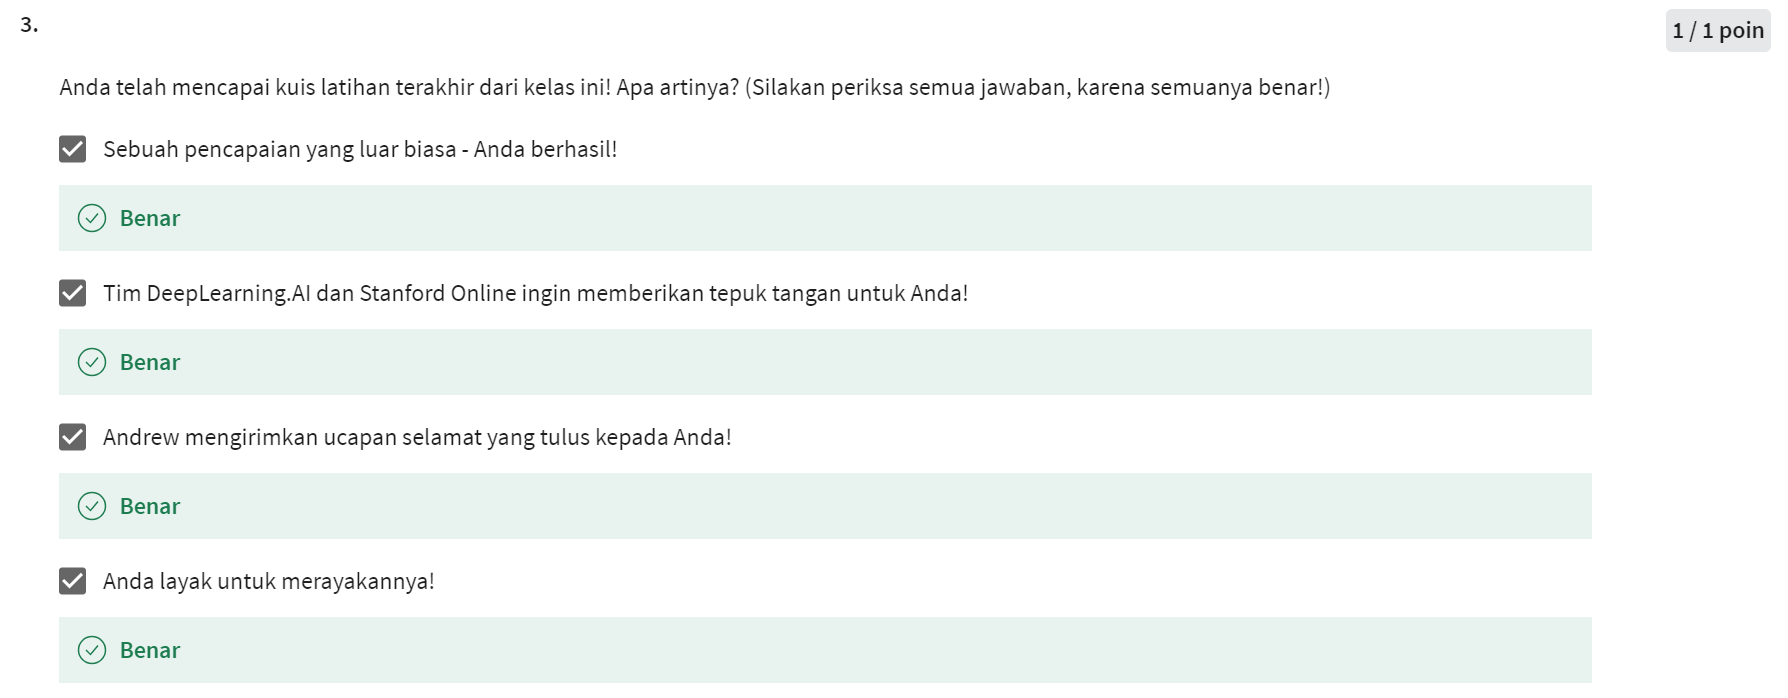 3.
1 / 1 poin
Anda telah mencapai kuis latihan terakhir dari kelas ini! Apa artinya? (Silakan periksa semua jawaban, karena semuanya benar!)
Sebuah pencapaian yang luar biasa - Anda berhasil!
Benar
Tim DeepLearning.AI dan Stanford Online ingin memberikan tepuk tangan untuk Anda!
Benar
Andrew mengirimkan ucapan selamat yang tulus kepada Anda!
Benar
Anda layak untuk merayakannya!
Benar